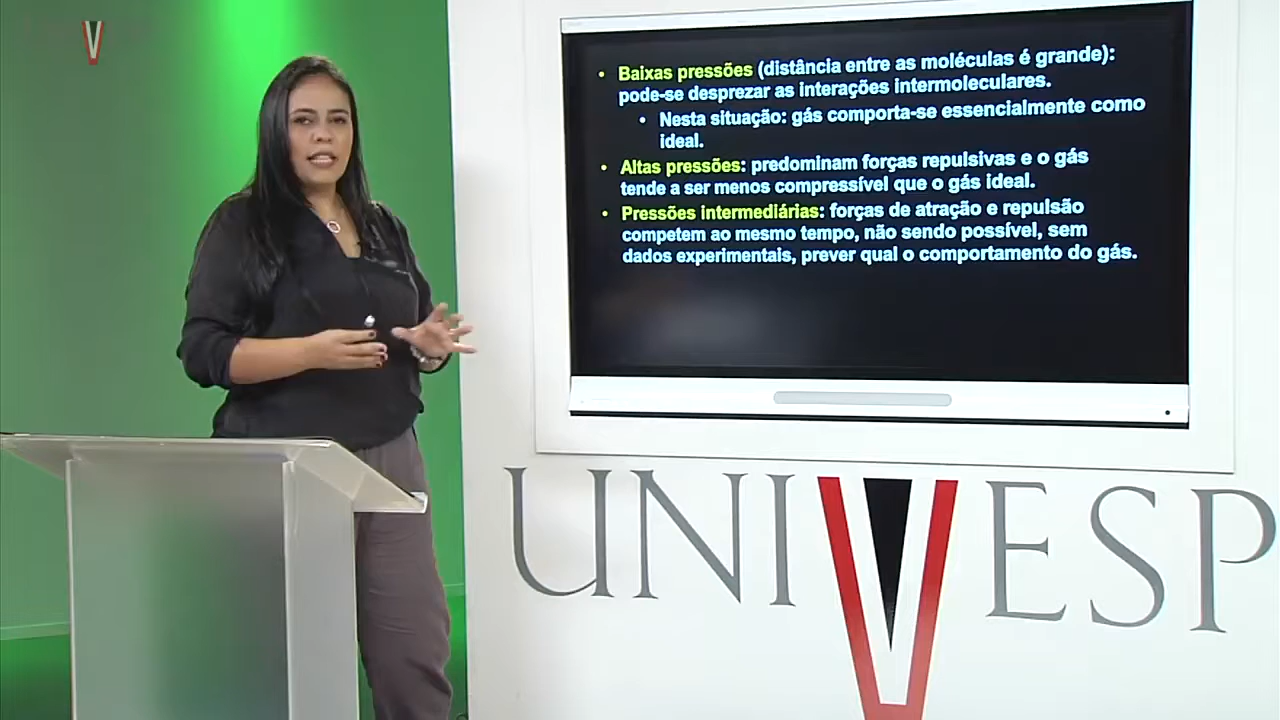 • Baixas pressões (distância entre as moléculas é grande):
pode-se desprezar as interações intermoleculares.
• Nesta situação: gás comporta-se essencialmente como
ideal.
• Altas pressões: predominam forças repulsivas e o gás
tende a ser menos compressível que o gás ideal.
• Pressões intermediárias: forças de atração e repulsão
competem ao mesmo tempo, não sendo possível, sem
dados experimentais, prever qual o comportamento do gás.
UNIVESP
V